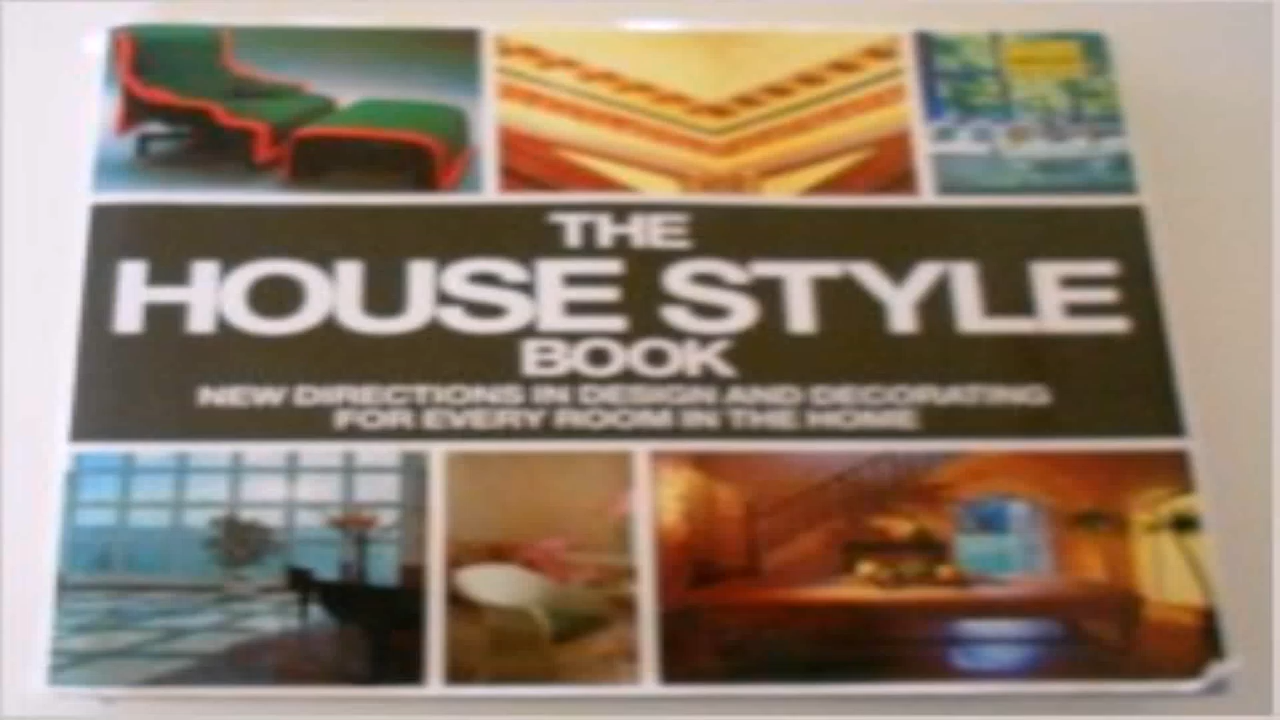 THE
HOUSE STYLE
BOOK
NEW DIRECTIONS IN DESIGN AND DECORATING
FOR EVERY ROOM IN THE HOME